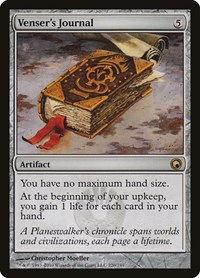 Venser's Journal 5
Artifact
You have no maximum hand size.
At the beginning of your upkeep,
you gain 1 life for each card in your
hand.
A Planeswalker's chronicle spans worlds
and civilizations, each page a lifetime.
Christopher Moeller